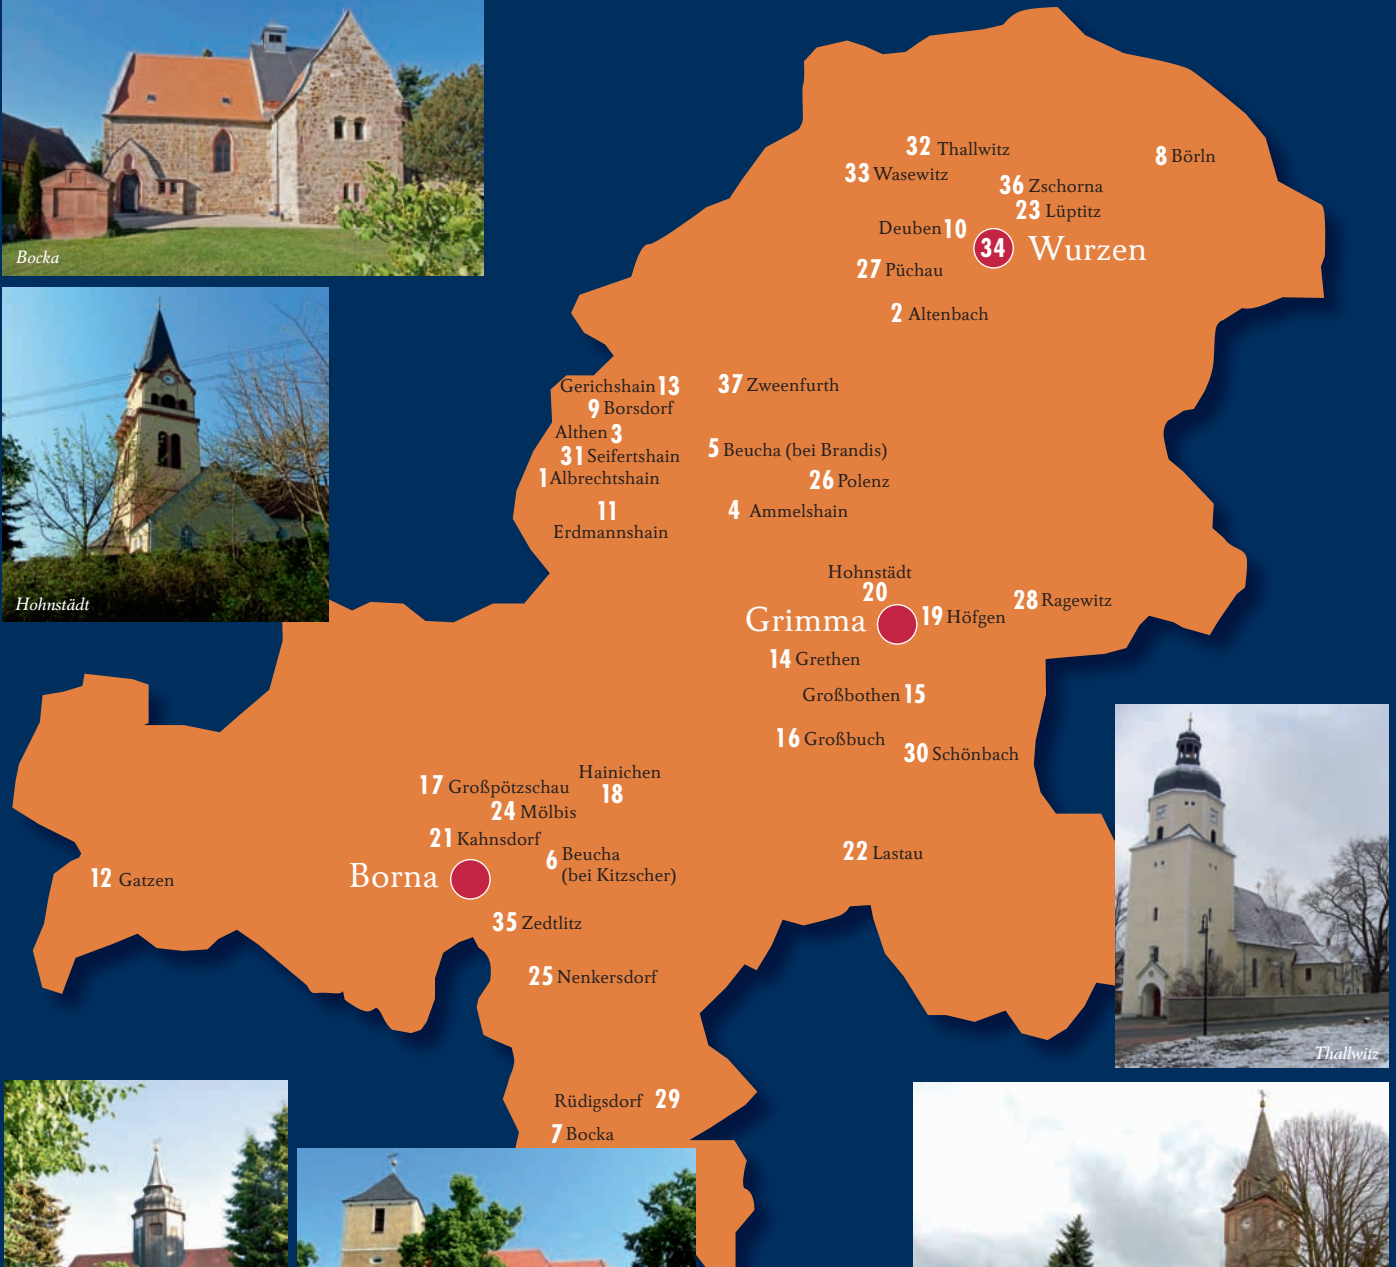 Bocka
Hohnstädt
32 Thallwitz
33 Wasewitz
8 Börln
36 Zschorna
23 Lüptitz
Deuben 10
34 Wurzen
27 Püchau
2 Altenbach
Gerichshain 13
37 Zweenfurth
9 Borsdorf
Althen 3
5 Beucha (bei Brandis)
31 Seifertshain
1 Albrechtshain
26 Polenz
11
Erdmannshain
4 Ammelshain
Hohnstädt
20
Grimma
19 Höfgen
28 Ragewitz
14 Grethen
Großbothen 15
16 Großbuch
30 Schönbach
17 Großpötzschau
Hainichen
18
24 Mölbis
21 Kahnsdorf
6 Beucha
(bei Kitzscher)
22 Lastau
12 Gatzen
Borna
35 Zedtlitz
25 Nenkersdorf
Thallwitz
Rüdigsdorf 29
7 Bocka